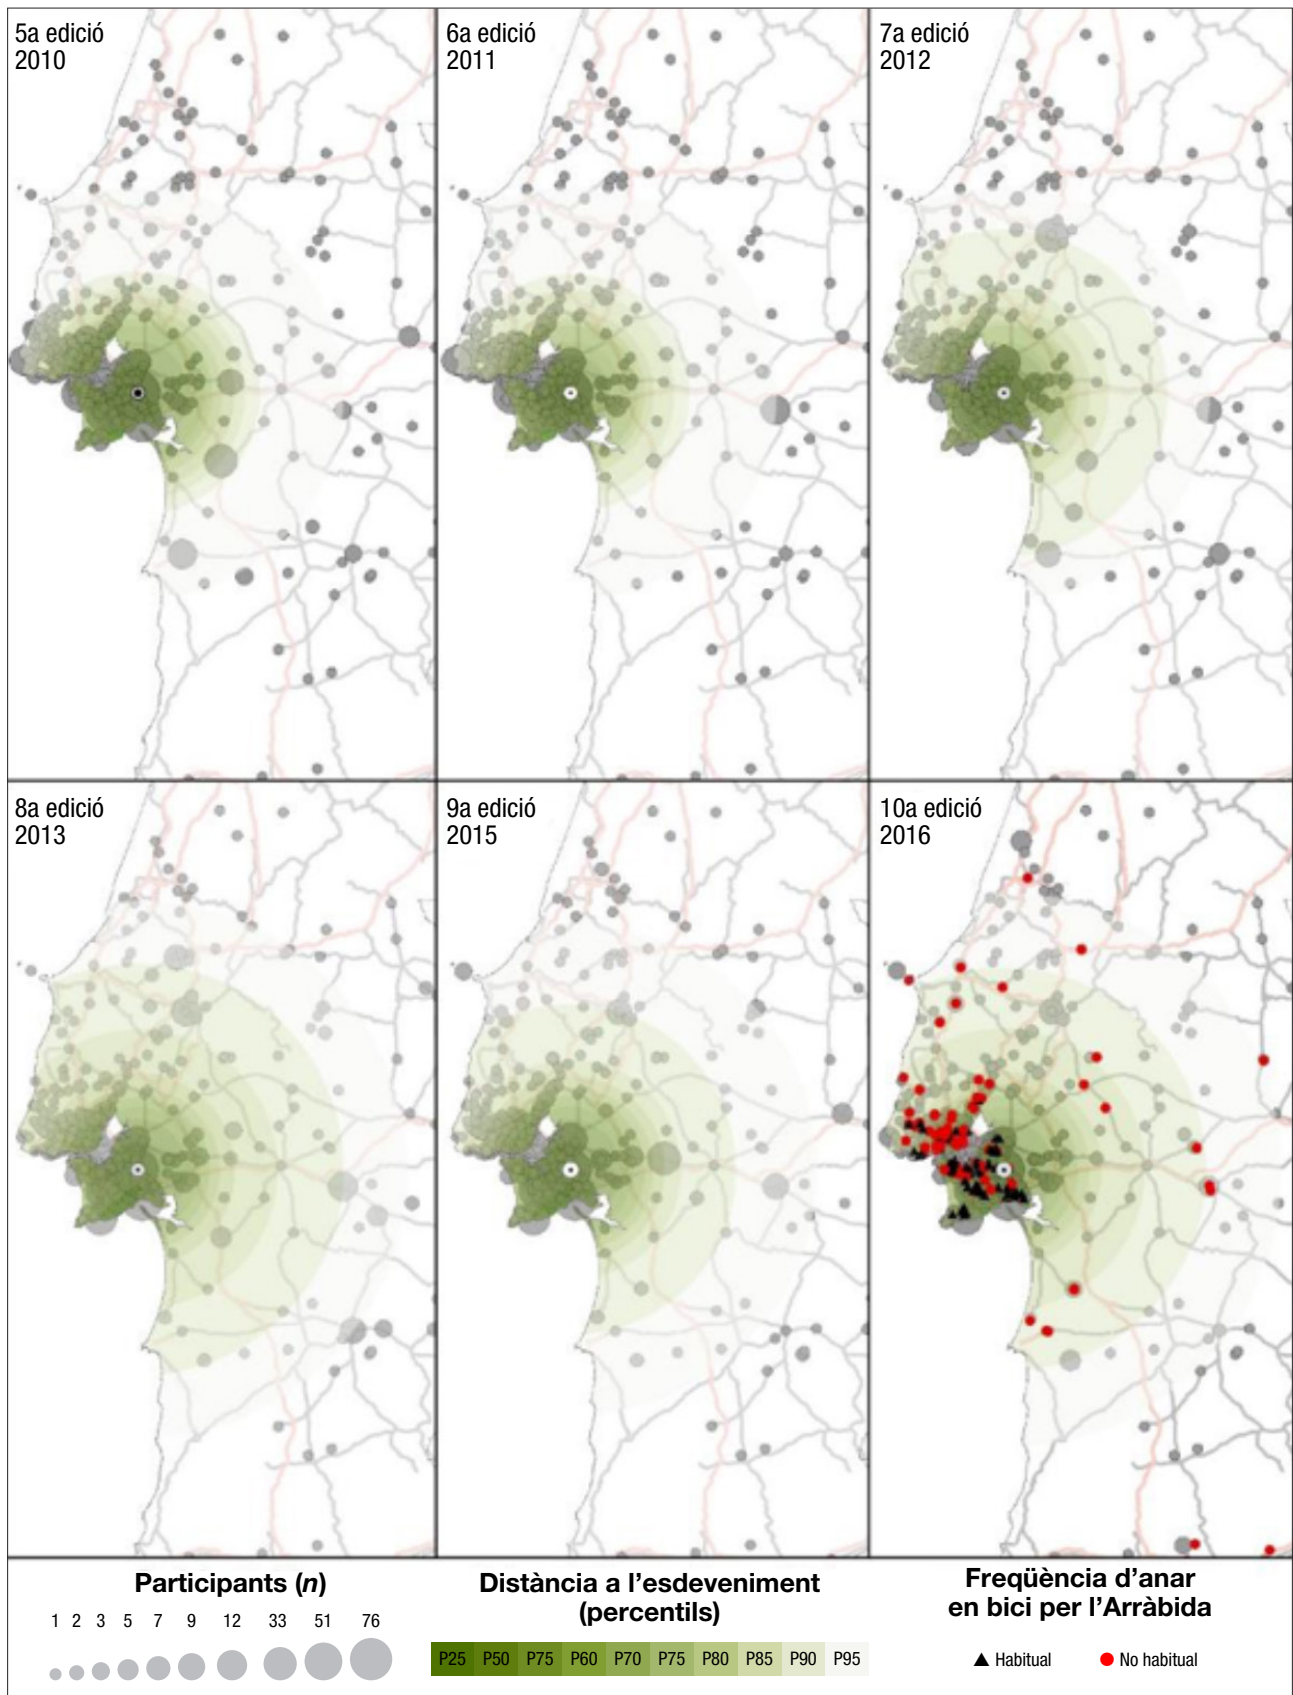 5a edició
2010
6a edició
2011
7a edició
2012
8a edició
2013
9a edició
2015
10a edició
2016
Participants (n)
1 2 3 5 7 9 12 33 51 76
Distància a l’esdeveniment
(percentils)
P25 P50 P75 P60 P70 P75 P80 P85 P90 P95
Freqüència d’anar
en bici per l’Arràbida
Habitual
No habitual